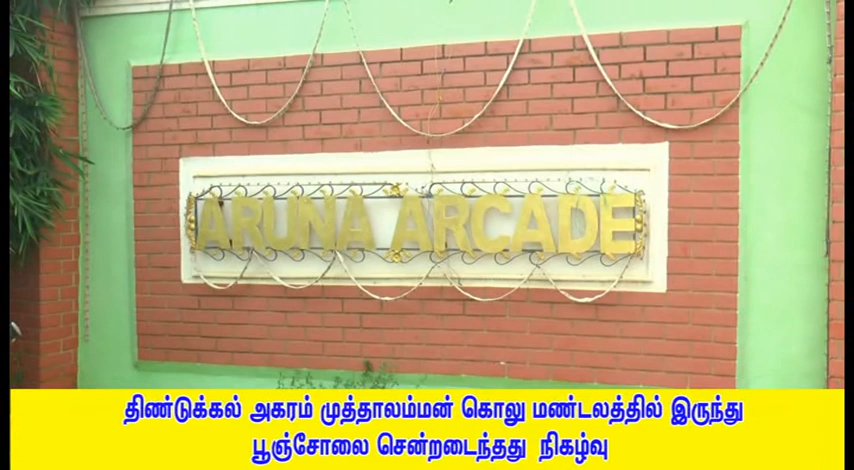 ARUNA ARCADE
திண்டுக்கல் அகரம் முத்தாலம்மன் கொலு மண்டலத்தில் இருந்து
பூஞ்சோலை சென்றடைந்தது நிகழ்வு